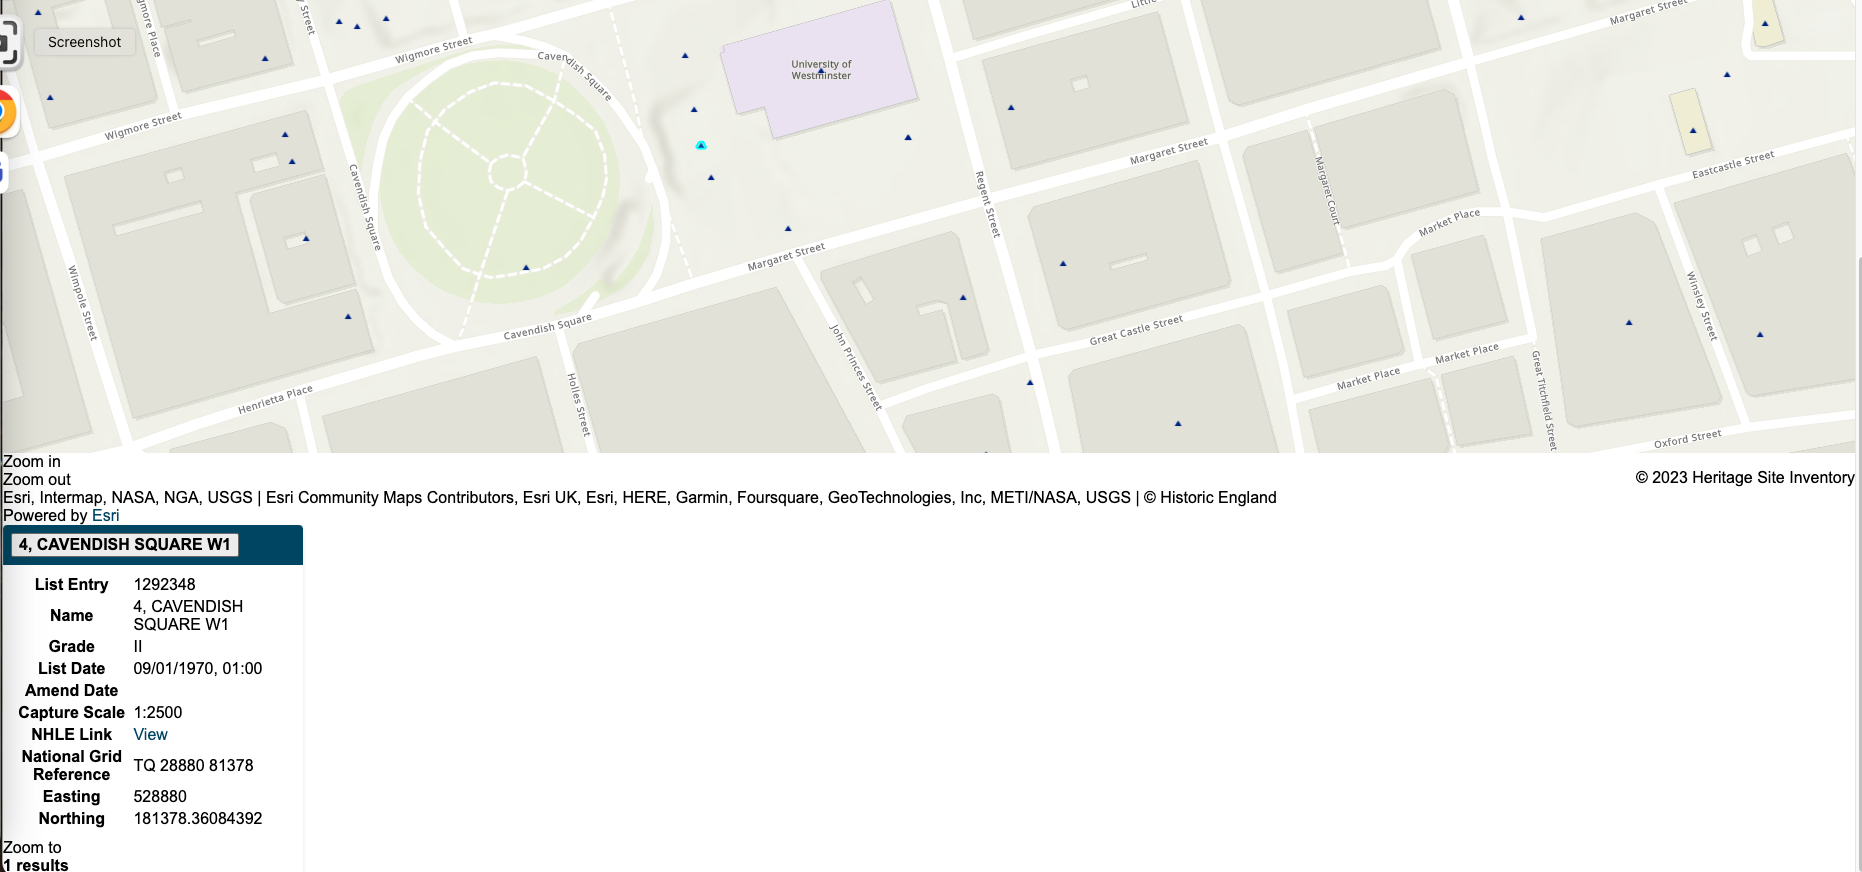 Little
Margaret Street
Screenshot
Wigmore Street
Cavendish Square
University of
Westminster
Wigmore Street
Margaret Street
Eastcastle Street
Cavendish Square
Regent Street
Margaret Court
Market Place
Margaret Street
Wimpole Street
Winsley Street
Cavendish Square
John Princes Street
Great Castle Street
Market Place
Market Place
Great Titchfield Street
Henrietta Place
Holles Street
Oxford Street
Zoom in
Zoom out
© 2023 Heritage Site Inventory
Esri, Intermap, NASA, NGA, USGS | Esri Community Maps Contributors, Esri UK, Esri, HERE, Garmin, Foursquare, GeoTechnologies, Inc, METI/NASA, USGS | © Historic England
Powered by Esri
4, CAVENDISH SQUARE W1
List Entry 1292348
Name 4, CAVENDISH
SQUARE W1
Grade II
List Date 09/01/1970, 01:00
Amend Date
Capture Scale 1:2500
NHLE Link View
National Grid
Reference TQ 28880 81378
Easting 528880
Northing 181378.36084392
Zoom to
1 results